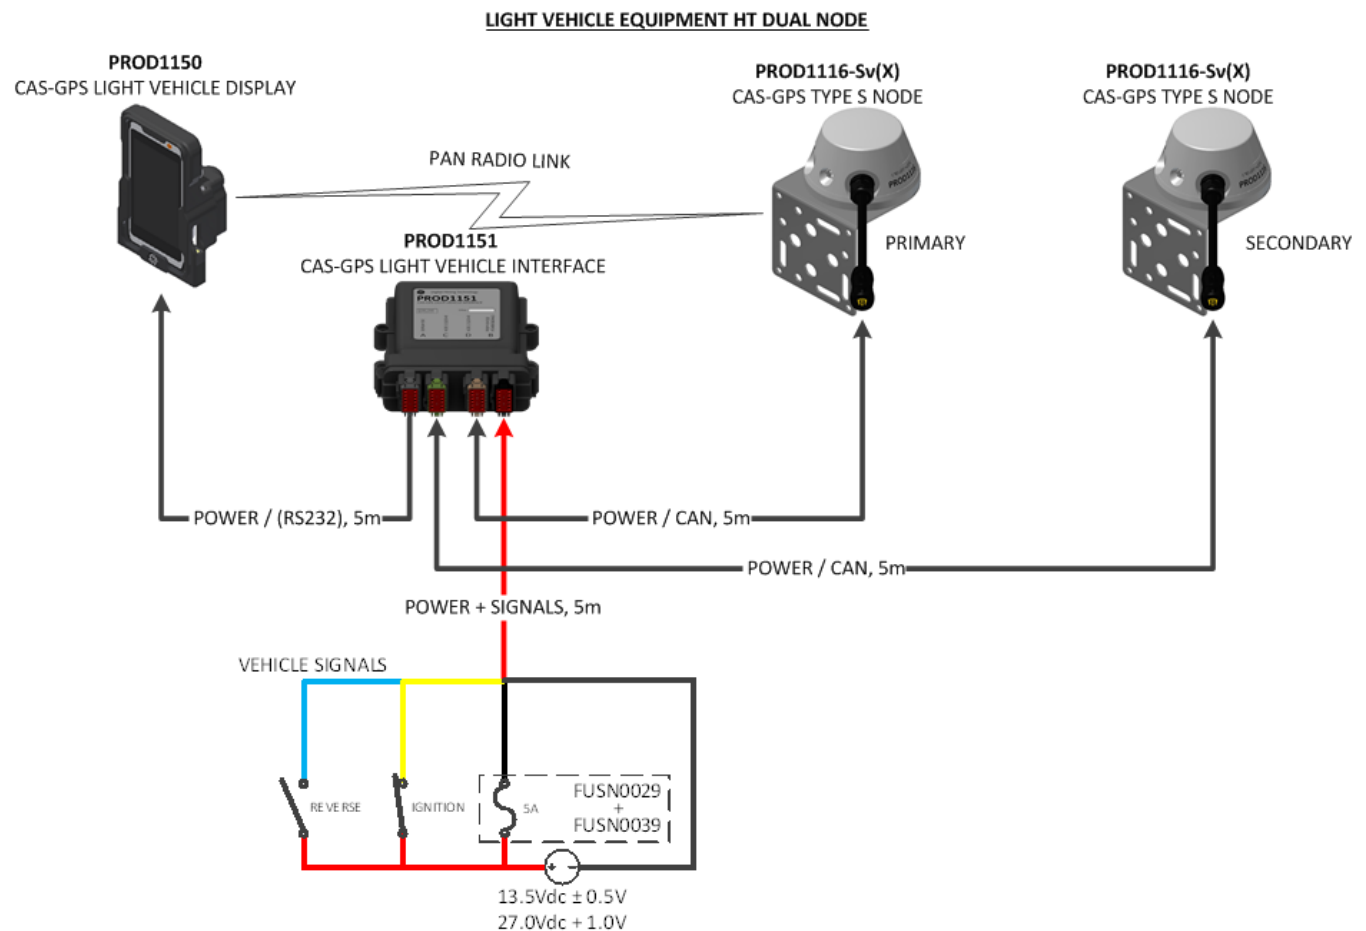 LIGHT VEHICLE EQUIPMENT HT DUAL NODE
PROD1150
CAS-GPS LIGHT VEHICLE DISPLAY
PROD1116-Sv(X)
CAS-GPS TYPE S NODE
PROD1116-Sv(X)
CAS-GPS TYPE S NODE
PAN RADIO LINK
PROD1151
CAS-GPS LIGHT VEHICLE INTERFACE
PRIMARY
SECONDARY
PROD1151
POWER / (RS232), 5m
POWER / CAN, 5m
POWER / CAN, 5m
POWER + SIGNALS, 5m
VEHICLE SIGNALS
REVERSE
IGNITION
5A
FUSN0029
+
FUSN0039
+
-
13.5Vdc ± 0.5V
27.0Vdc + 1.0V